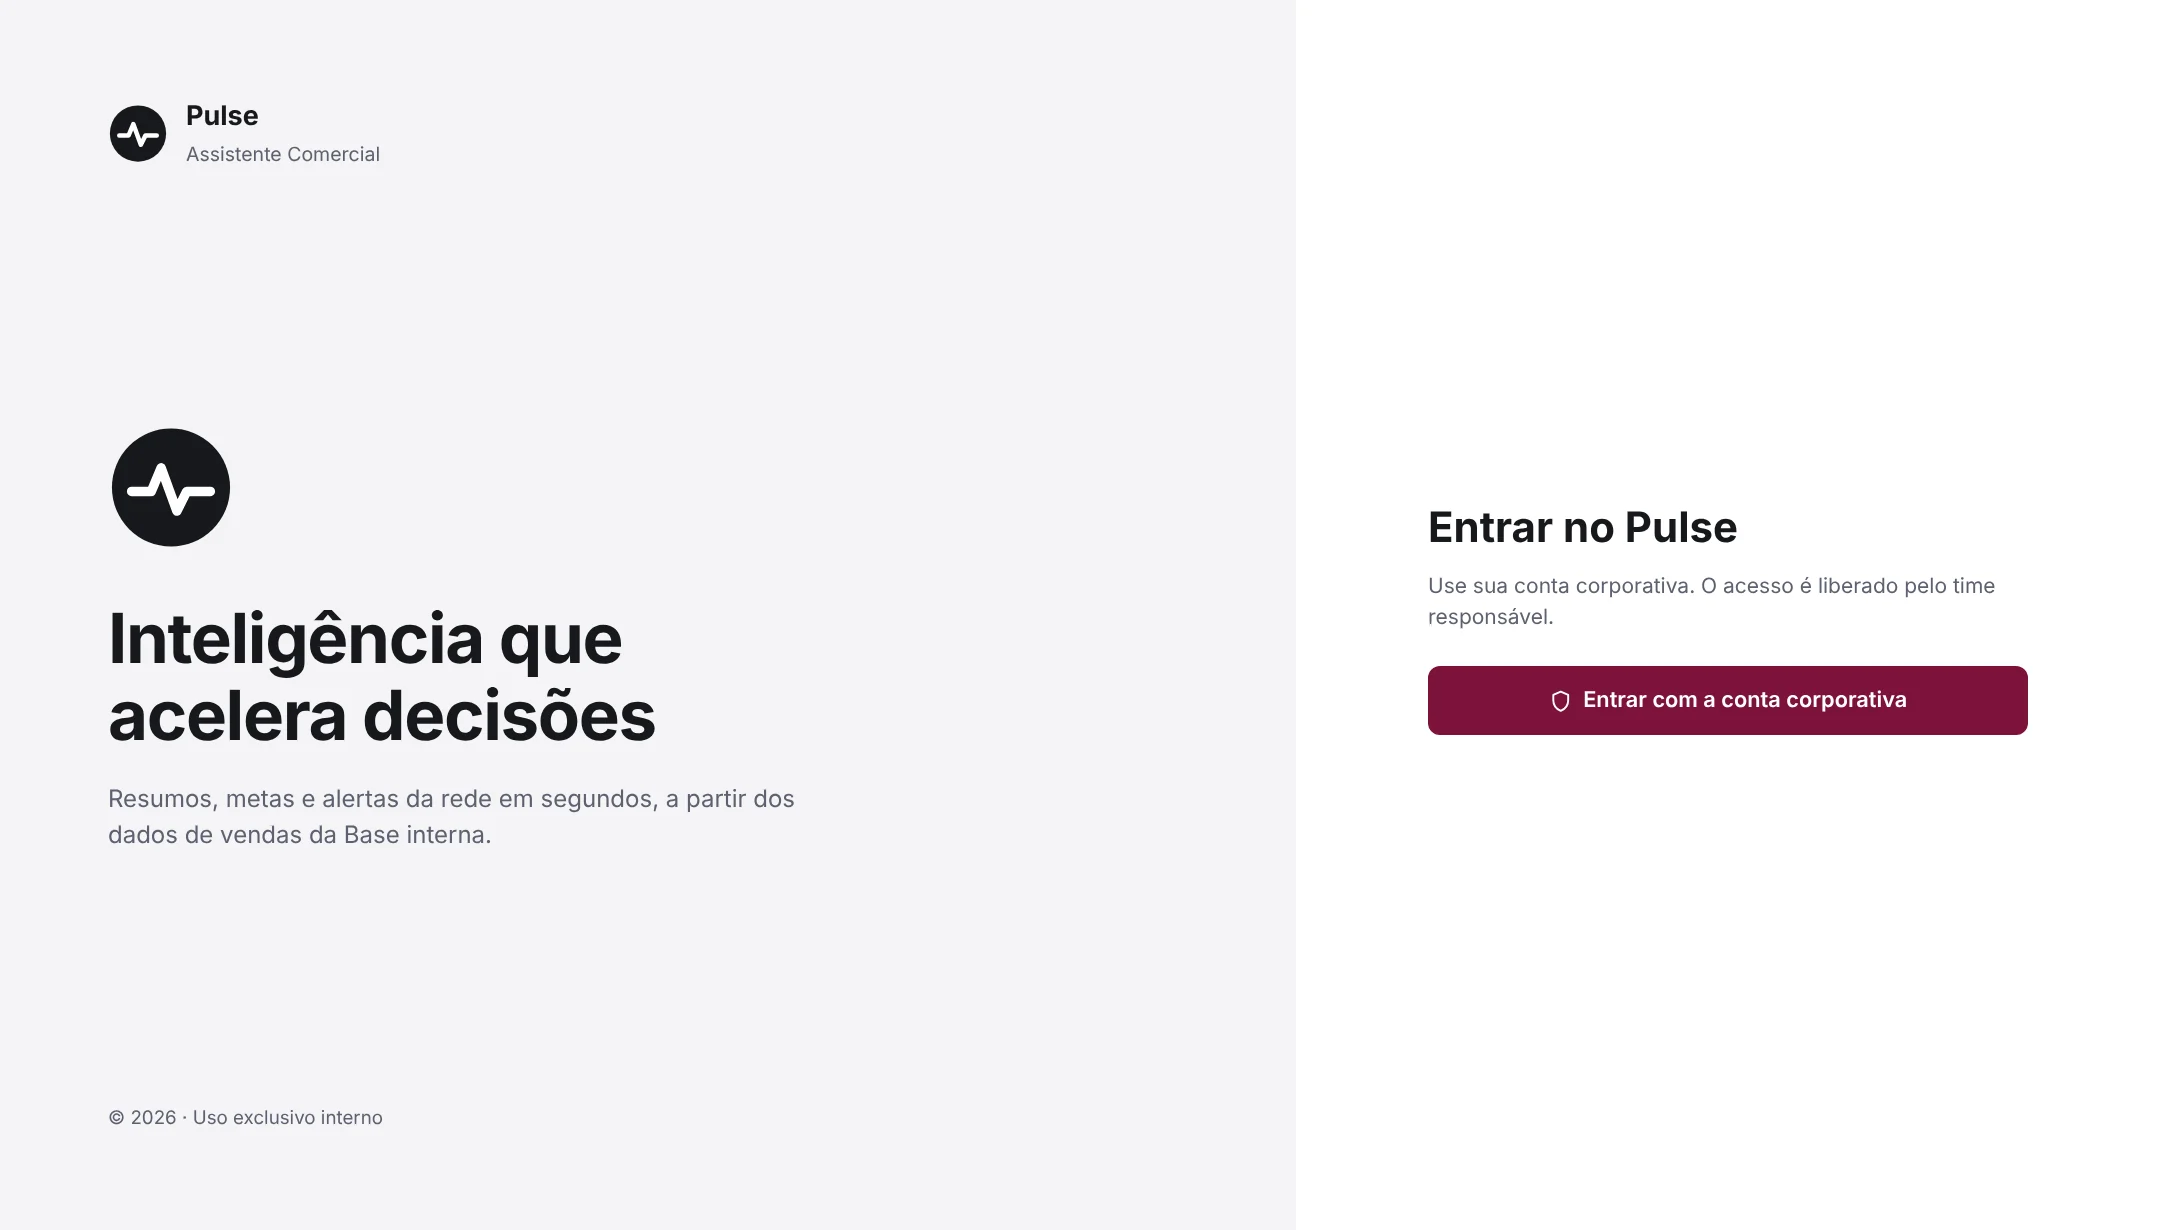 Pulse
Assistente Comercial
Inteligência que
acelera decisões
Resumos, metas e alertas da rede em segundos, a partir dos
dados de vendas da Base interna.
© 2026 · Uso exclusivo interno
Entrar no Pulse
Use sua conta corporativa. O acesso é liberado pelo time
responsável.
Entrar com a conta corporativa